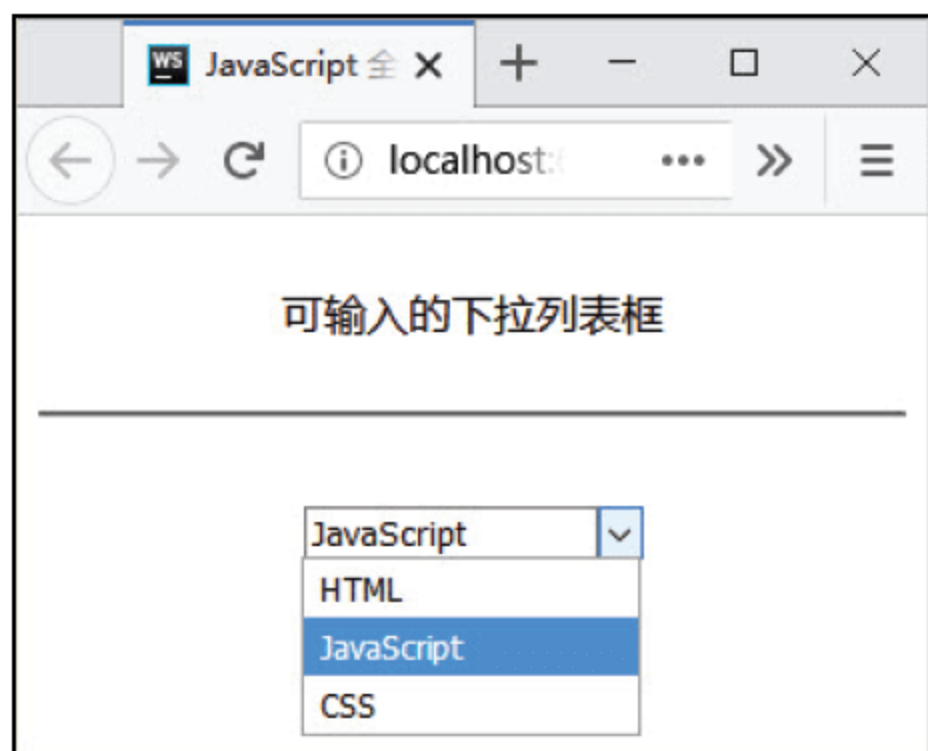 WS JavaScript 全
localhost:
可输入的下拉列表框
JavaScript
HTML
JavaScript
CSS